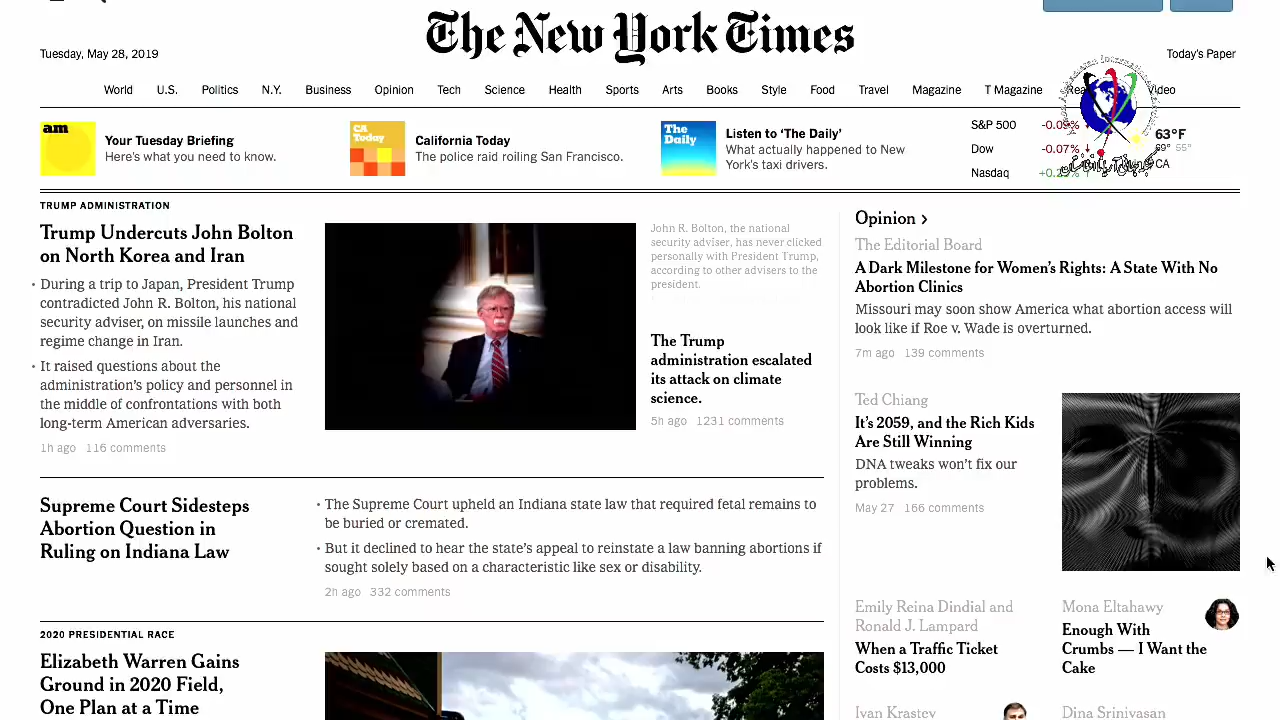 The New York Times
Tuesday, May 28, 2019
Today's Paper
World U.S. Politics N.Y. Business Opinion Tech Science Health Sports Arts Books Style Food Travel Magazine T Magazine Video
am
Your Tuesday Briefing
Here's what you need to know.
CA Today
California Today
The police raid roiling San Francisco.
The Daily
Listen to ‘The Daily’
What actually happened to New
York's taxi drivers.
S&P 500
Dow -0.07% ↓
Nasdaq
63°F
55°
CA
TRUMP ADMINISTRATION
Trump Undercuts John Bolton
on North Korea and Iran
• During a trip to Japan, President Trump
contradicted John R. Bolton, his national
security adviser, on missile launches and
regime change in Iran.
• It raised questions about the
administration's policy and personnel in
the middle of confrontations with both
long-term American adversaries.
1h ago 116 comments
John R. Bolton, the national
security adviser, has never clicked
personally with President Trump,
according to other advisers to the
president.
The Trump
administration escalated
its attack on climate
science.
5h ago 1231 comments
Supreme Court Sidesteps
Abortion Question in
Ruling on Indiana Law
• The Supreme Court upheld an Indiana state law that required fetal remains to
be buried or cremated.
• But it declined to hear the state's appeal to reinstate a law banning abortions if
sought solely based on a characteristic like sex or disability.
2h ago 332 comments
2020 PRESIDENTIAL RACE
Elizabeth Warren Gains
Ground in 2020 Field,
One Plan at a Time
Opinion >
The Editorial Board
A Dark Milestone for Women's Rights: A State With No
Abortion Clinics
Missouri may soon show America what abortion access will
look like if Roe v. Wade is overturned.
7m ago 139 comments
Ted Chiang
It's 2059, and the Rich Kids
Are Still Winning
DNA tweaks won't fix our
problems.
May 27 166 comments
Emily Reina Dindial and
Ronald J. Lampard
When a Traffic Ticket
Costs $13,000
Mona Eltahawy
Enough With
Crumbs — I Want the
Cake
Ivan Krastev
Dina Srinivasan